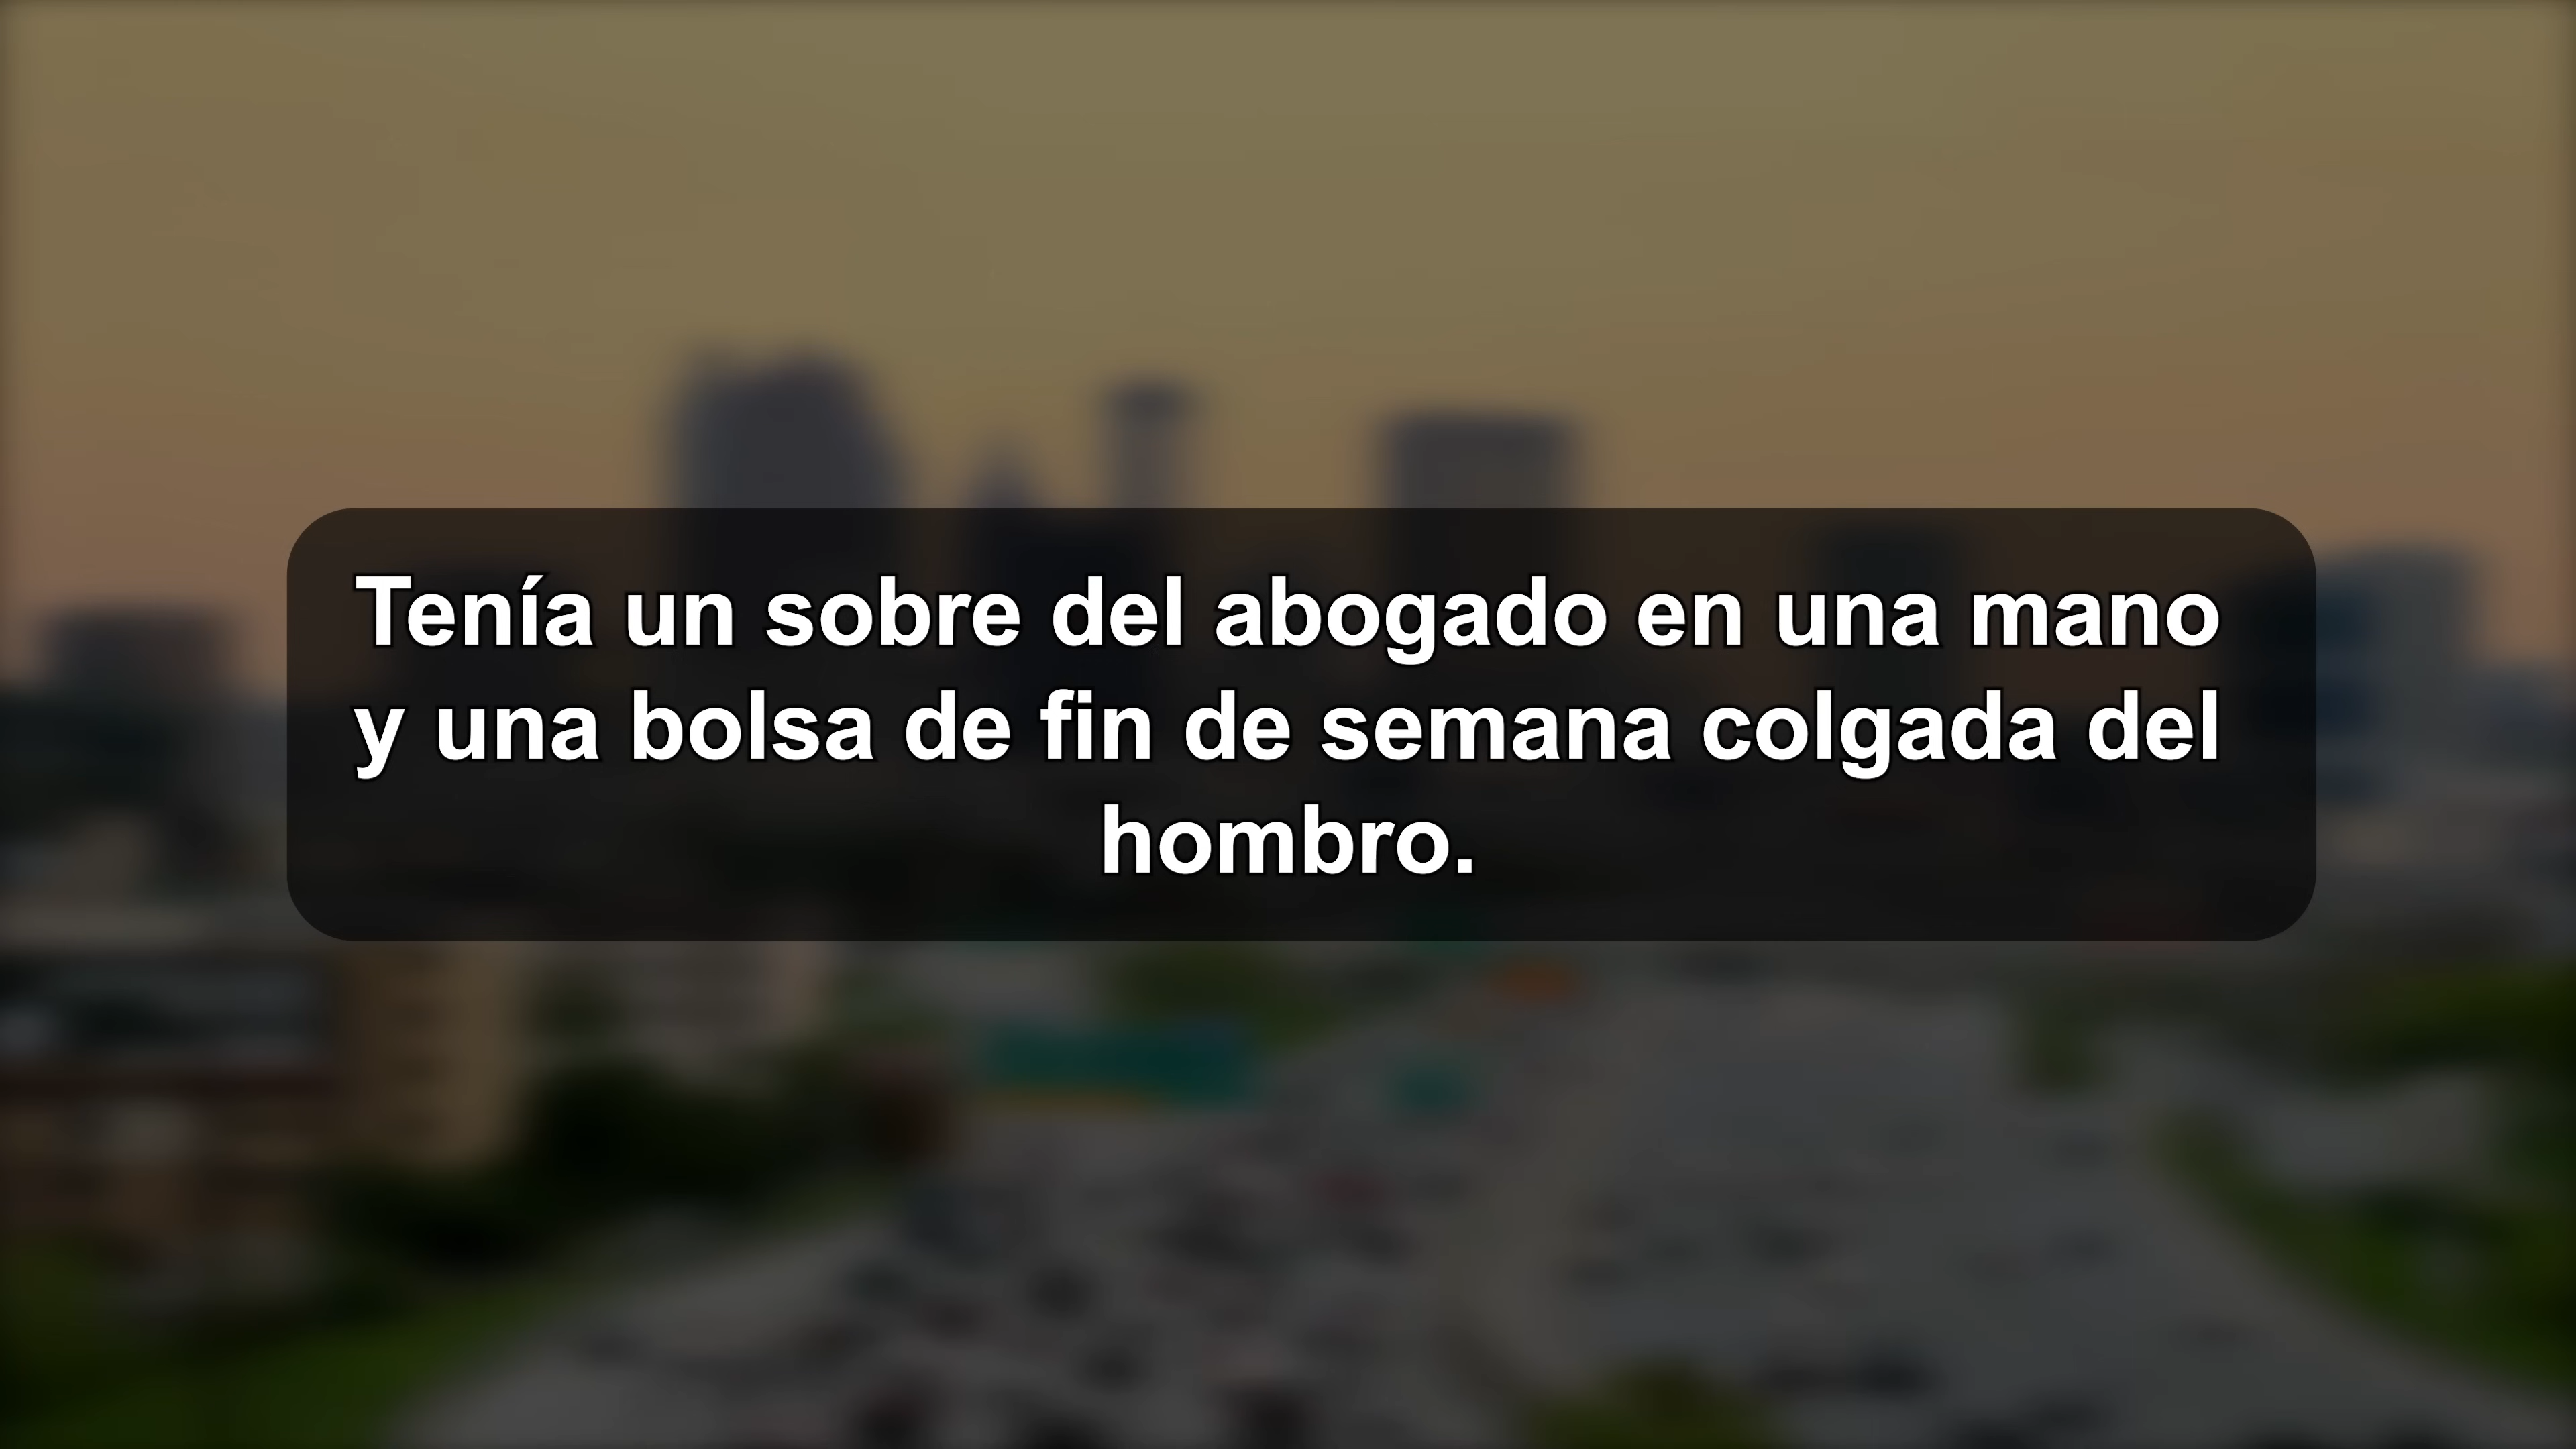 Tenía un sobre del abogado en una mano
y una bolsa de fin de semana colgada del
hombro.